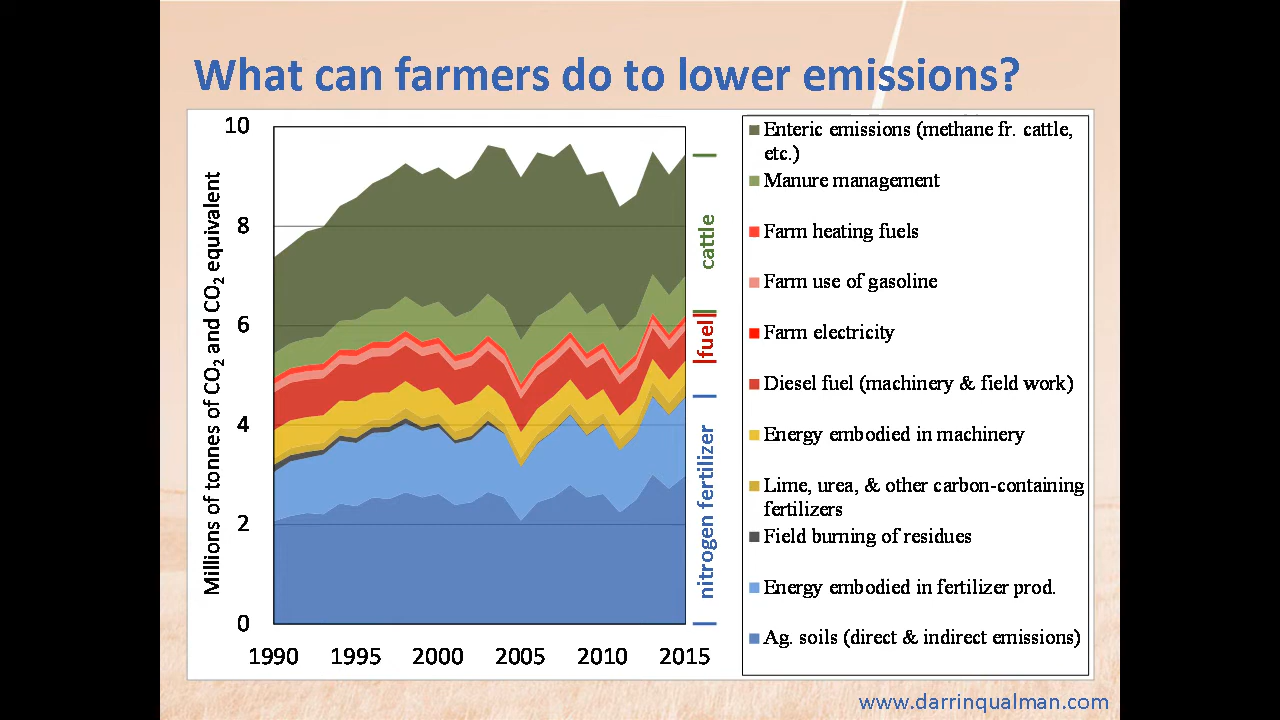 What can farmers do to lower emissions?
Millions of tonnes of CO₂ and CO₂ equivalent
10
8
6
4
2
0
1990 1995 2000 2005 2010 2015
cattle
|fuel|
nitrogen fertilizer
Enteric emissions (methane fr. cattle,
etc.)
Manure management
Farm heating fuels
Farm use of gasoline
Farm electricity
Diesel fuel (machinery & field work)
Energy embodied in machinery
Lime, urea, & other carbon-containing
fertilizers
Field burning of residues
Energy embodied in fertilizer prod.
Ag. soils (direct & indirect emissions)
www.darrinqualman.com